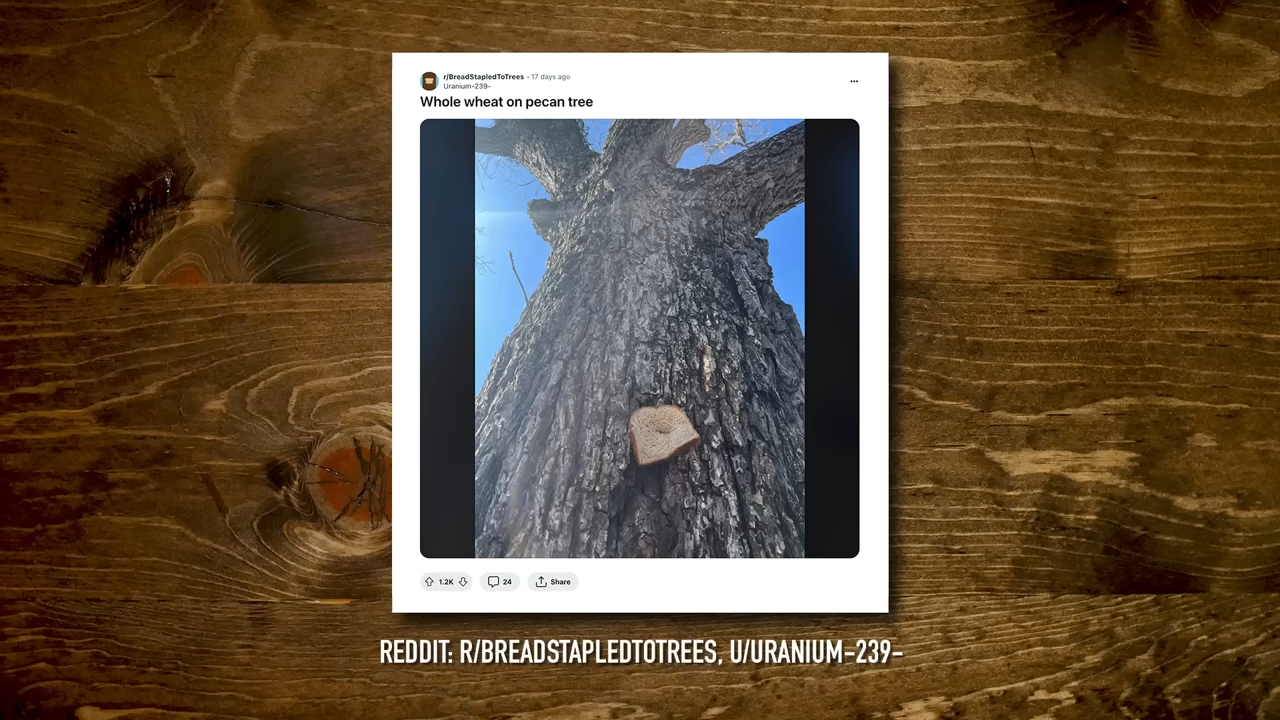 r/BreadStapledToTrees • 17 days ago
Uranium-239-
Whole wheat on pecan tree
1.2K 24 Share
REDDIT: R/BREADSTAPLEDTOTREES, U/URANIUM-239-